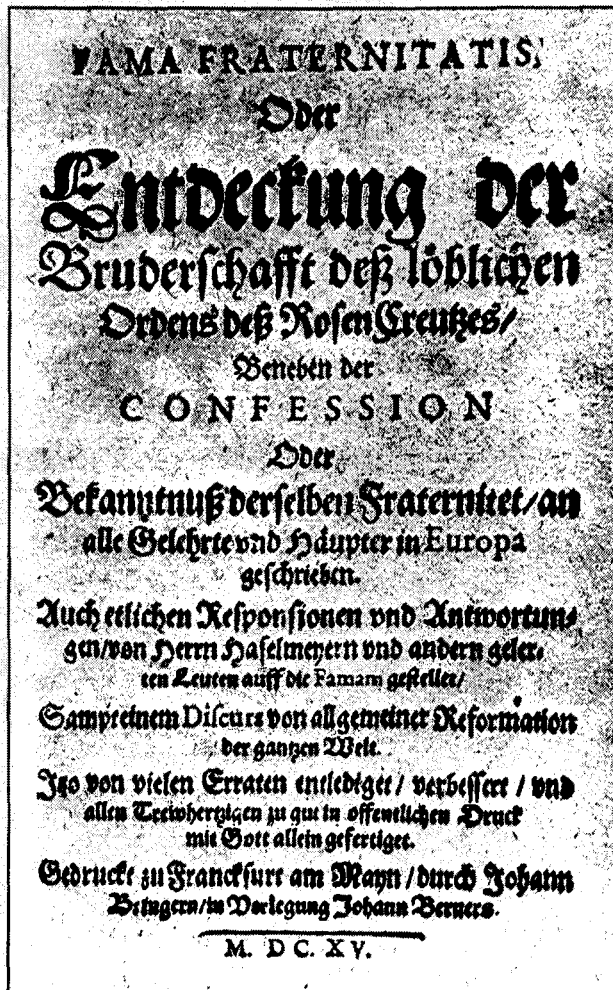 FAMA FRATERNITATIS,
Oder
Entdeckung der
Bruderschafft deß löblichen
Ordens deß RosenCreutzes/
Beneben der
CONFESSION
Oder
Bekanntnuß derselben Fraternitet/an
alle Gelehrte vnd Häupter in Europa
geschrieben.
Auch etlichen Responsionen vnd Antwortun-
gen/von Herrn Haselmeyern vnd andern geler-
ten Leuten auff die Famam gestellet/
Sampt einem Discurs von allgemeiner Reformation
der gantzen Welt.
Itzo von vielen Erraten entlediget/ verbessert / vnd
allen Trewhertzigen zu gut in offentlichen Druck
mit Gott allein gefertiget.
Gedruckt zu Franckfurt am Mayn / durch Johann
Bringern/in Verlegung Johann Berners.
M. DC. XV.